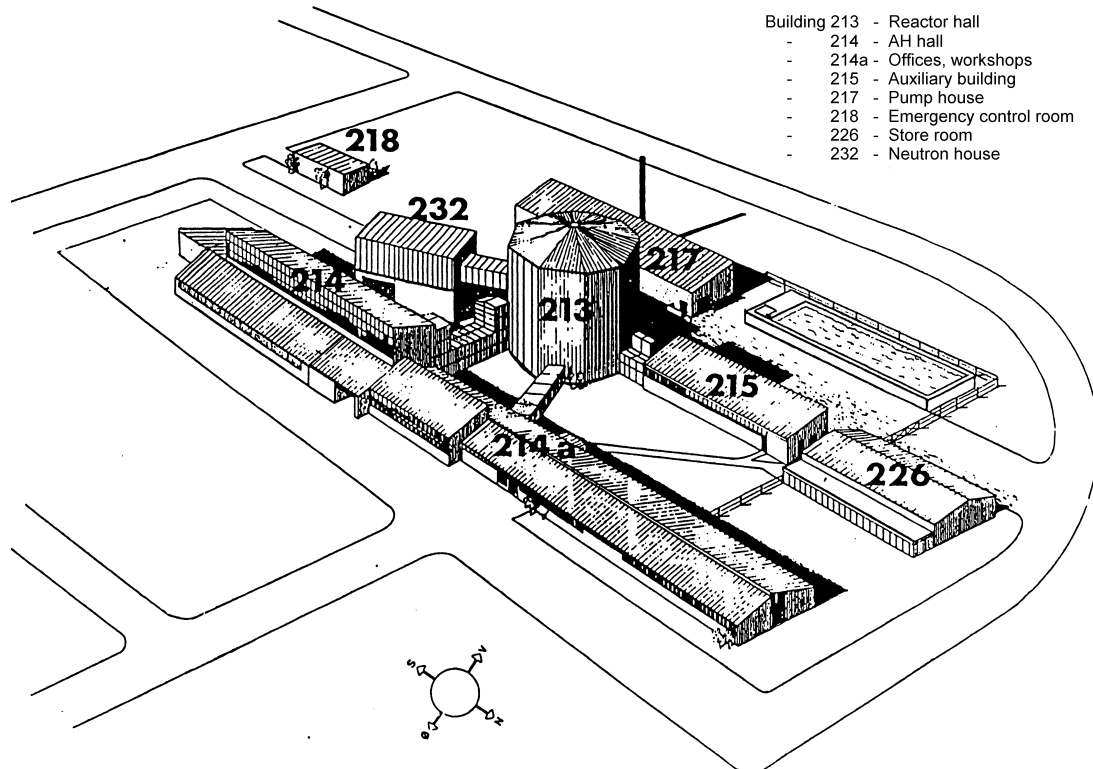 Building 213 - Reactor hall
- 214 - AH hall
- 214a - Offices, workshops
- 215 - Auxiliary building
- 217 - Pump house
- 218 - Emergency control room
- 226 - Store room
- 232 - Neutron house
218
232
217
214
213
215
214 a
226
S V
Ø N